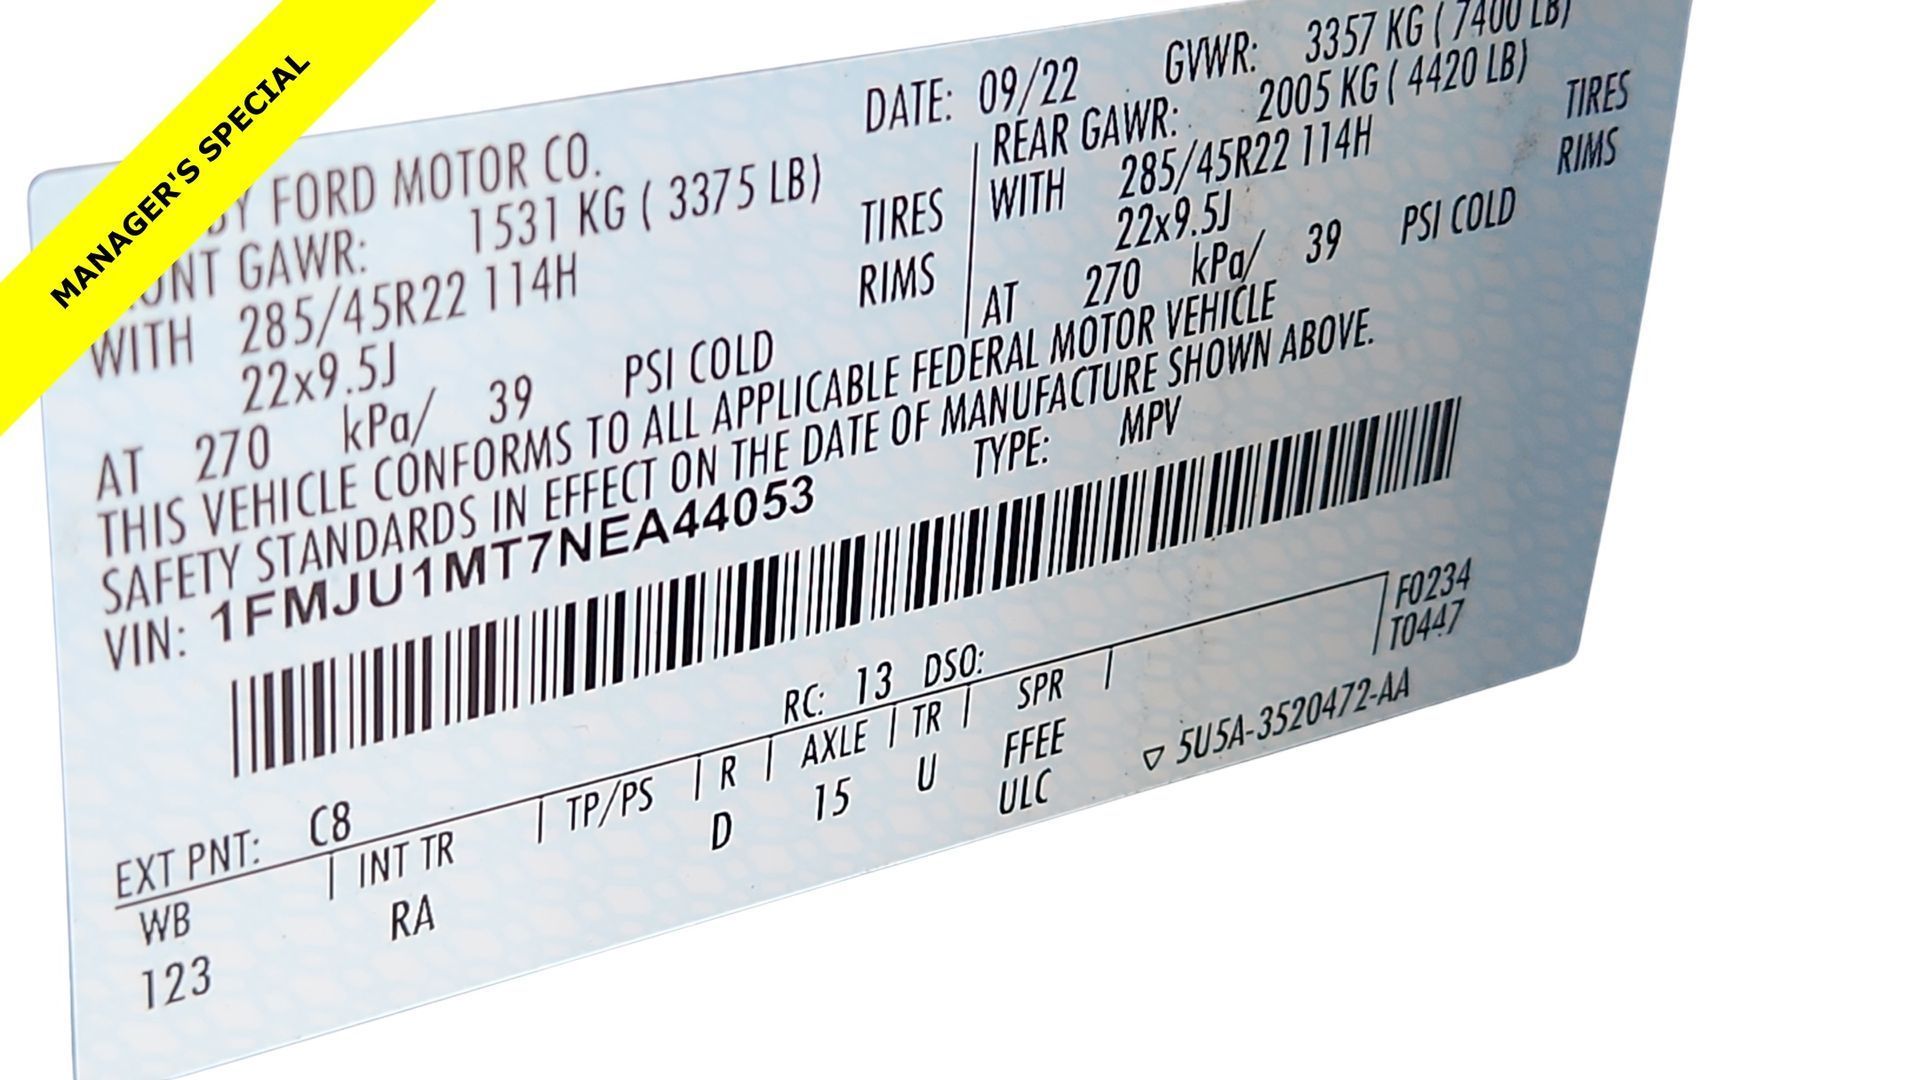 MANAGER'S SPECIAL
BY FORD MOTOR CO.
DATE: 09/22 GVWR: 3357 KG ( 7400 LB)
GAWR: 1531 KG ( 3375 LB)
WITH 285/45R22 114H TIRES
22x9.5J RIMS
AT 270 kPa/ 39 PSI COLD
REAR GAWR: 2005 KG ( 4420 LB)
WITH 285/45R22 114H TIRES
22x9.5J RIMS
AT 270 kPa/ 39 PSI COLD
THIS VEHICLE CONFORMS TO ALL APPLICABLE FEDERAL MOTOR VEHICLE
SAFETY STANDARDS IN EFFECT ON THE DATE OF MANUFACTURE SHOWN ABOVE.
VIN: 1FMJU1MT7NEA44053 TYPE: MPV
EXT PNT: C8 RC: 13 DSO: F0234
T0447
WB | INT TR | TP/PS | R | AXLE | TR | SPR |
123 RA D 15 U FFEE
ULC
▽ 5U5A-3520472-AA